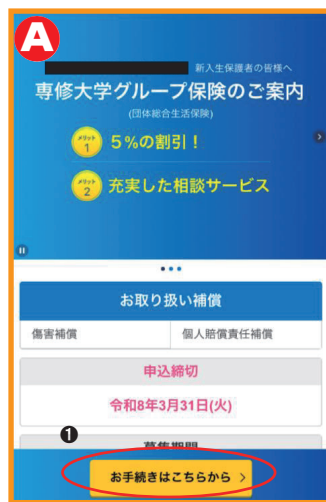 A
新入生保護者の皆様へ
専修大学グループ保険のご案内
(団体総合生活保険)
メリット
1
5%の割引!
メリット
2
充実した相談サービス
お取り扱い補償
傷害補償
個人賠償責任補償
申込締切
令和8年3月31日(火)
❶
募集期間
お手続きはこちらから >